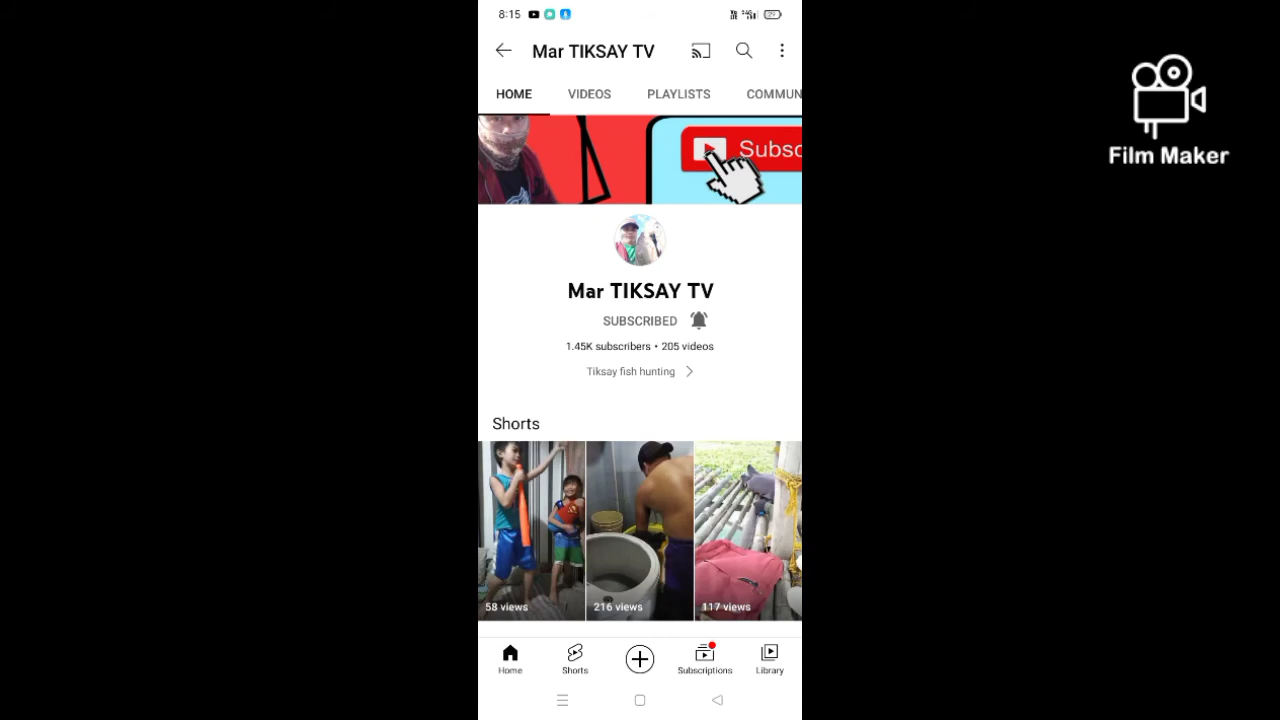 8:15
Mar TIKSAY TV
HOME VIDEOS PLAYLISTS COMMUN
Subsc
Mar TIKSAY TV
SUBSCRIBED
1.45K subscribers • 205 videos
Tiksay fish hunting
Shorts
58 views 216 views 117 views
Home Shorts Subscriptions Library
Film Maker